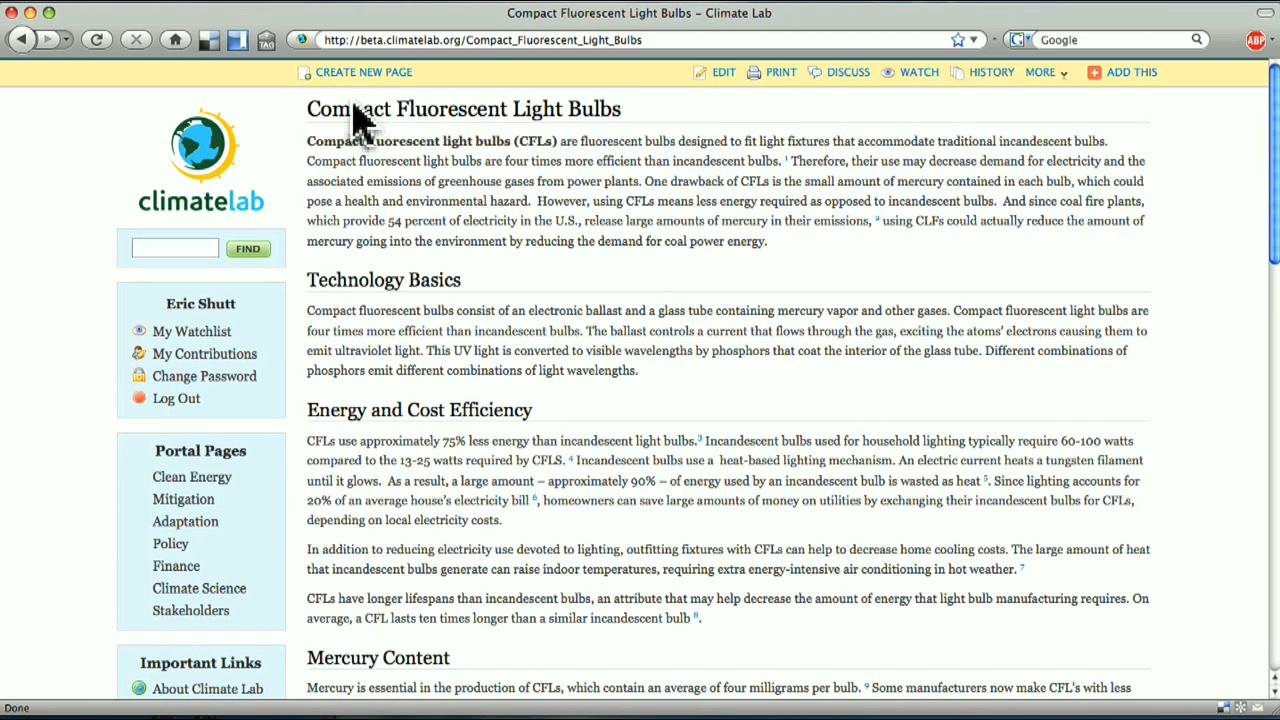 Compact Fluorescent Light Bulbs – Climate Lab
http://beta.climatelab.org/Compact_Fluorescent_Light_Bulbs
Google
ABP
TAG
CREATE NEW PAGE
EDIT PRINT DISCUSS WATCH HISTORY MORE ADD THIS
climatelab
FIND
Eric Shutt
My Watchlist
My Contributions
Change Password
Log Out
Portal Pages
Clean Energy
Mitigation
Adaptation
Policy
Finance
Climate Science
Stakeholders
Important Links
About Climate Lab
Compact Fluorescent Light Bulbs
Compact fluorescent light bulbs (CFLs) are fluorescent bulbs designed to fit light fixtures that accommodate traditional incandescent bulbs.
Compact fluorescent light bulbs are four times more efficient than incandescent bulbs. 1 Therefore, their use may decrease demand for electricity and the
associated emissions of greenhouse gases from power plants. One drawback of CFLs is the small amount of mercury contained in each bulb, which could
pose a health and environmental hazard. However, using CFLs means less energy required as opposed to incandescent bulbs. And since coal fire plants,
which provide 54 percent of electricity in the U.S., release large amounts of mercury in their emissions, 2 using CLFs could actually reduce the amount of
mercury going into the environment by reducing the demand for coal power energy.
Technology Basics
Compact fluorescent bulbs consist of an electronic ballast and a glass tube containing mercury vapor and other gases. Compact fluorescent light bulbs are
four times more efficient than incandescent bulbs. The ballast controls a current that flows through the gas, exciting the atoms' electrons causing them to
emit ultraviolet light. This UV light is converted to visible wavelengths by phosphors that coat the interior of the glass tube. Different combinations of
phosphors emit different combinations of light wavelengths.
Energy and Cost Efficiency
CFLs use approximately 75% less energy than incandescent light bulbs.3 Incandescent bulbs used for household lighting typically require 60-100 watts
compared to the 13-25 watts required by CFLS. 4 Incandescent bulbs use a heat-based lighting mechanism. An electric current heats a tungsten filament
until it glows. As a result, a large amount – approximately 90% – of energy used by an incandescent bulb is wasted as heat 5. Since lighting accounts for
20% of an average house's electricity bill 6, homeowners can save large amounts of money on utilities by exchanging their incandescent bulbs for CFLs,
depending on local electricity costs.
In addition to reducing electricity use devoted to lighting, outfitting fixtures with CFLs can help to decrease home cooling costs. The large amount of heat
that incandescent bulbs generate can raise indoor temperatures, requiring extra energy-intensive air conditioning in hot weather. 7
CFLs have longer lifespans than incandescent bulbs, an attribute that may help decrease the amount of energy that light bulb manufacturing requires. On
average, a CFL lasts ten times longer than a similar incandescent bulb 8.
Mercury Content
Mercury is essential in the production of CFLs, which contain an average of four milligrams per bulb. 9 Some manufacturers now make CFL's with less
Done